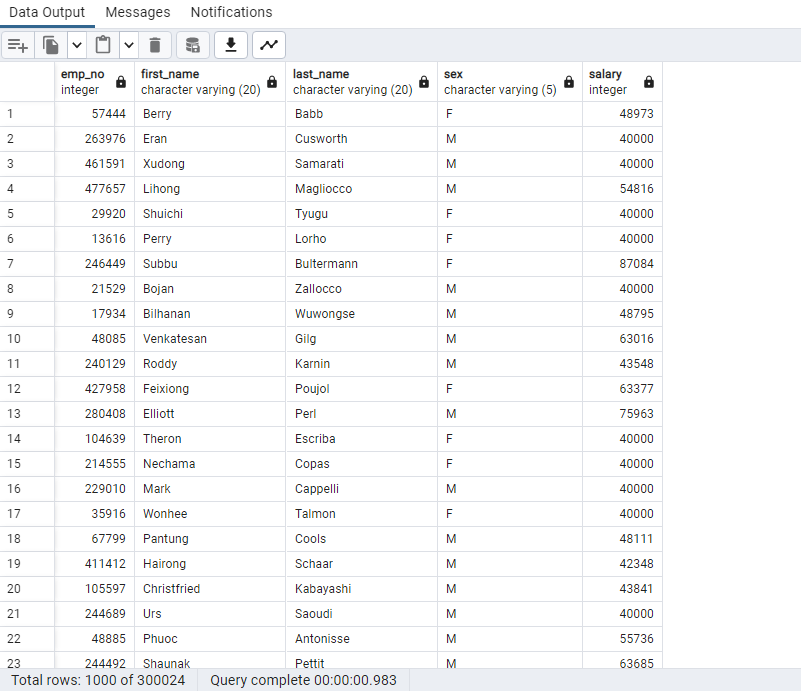 Data Output Messages Notifications
emp_no first_name last_name sex salary
integer character varying (20) character varying (20) character varying (5) integer
1 57444 Berry Babb F 48973
2 263976 Eran Cusworth M 40000
3 461591 Xudong Samarati M 40000
4 477657 Lihong Magliocco M 54816
5 29920 Shuichi Tyugu F 40000
6 13616 Perry Lorho F 40000
7 246449 Subbu Bultermann F 87084
8 21529 Bojan Zallocco M 40000
9 17934 Bilhanan Wuwongse M 48795
10 48085 Venkatesan Gilg M 63016
11 240129 Roddy Karnin M 43548
12 427958 Feixiong Poujol F 63377
13 280408 Elliott Perl M 75963
14 104639 Theron Escriba F 40000
15 214555 Nechama Copas F 40000
16 229010 Mark Cappelli M 40000
17 35916 Wonhee Talmon F 40000
18 67799 Pantung Cools M 48111
19 411412 Hairong Schaar M 42348
20 105597 Christfried Kabayashi M 43841
21 244689 Urs Saoudi M 40000
22 48885 Phuoc Antonisse M 55736
23 244492 Shaunak Pettit M 63685
Total rows: 1000 of 300024 Query complete 00:00:00.983